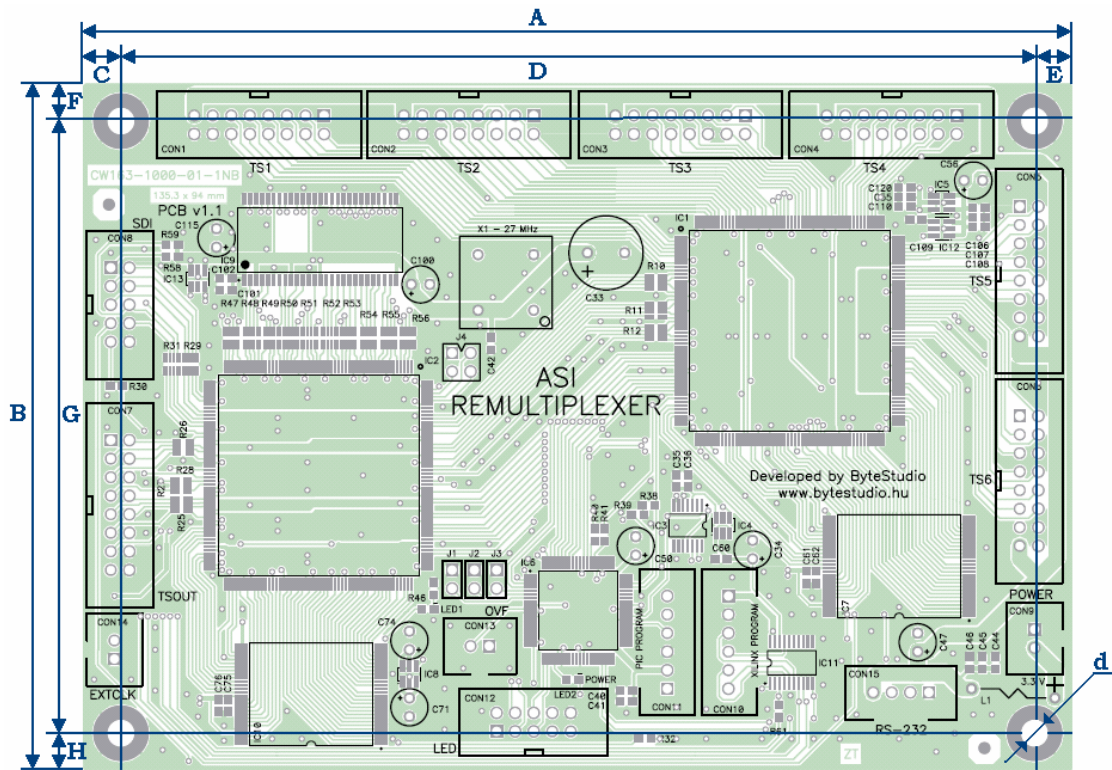 A
C D E
F
CON1 CON2 CON3 CON4
TS1 TS2 TS3 TS4
CW163-1000-01-1NB
135.3 x 94 mm
PCB v1.1
SDI
C115
R59
CON8
IC9
R58
IC13
C102
C101
R47 R48 R49 R50 R51 R52 R53
R54 R55 R56
C100
X1 - 27 MHz
C33
IC1
R10
R11
R12
C56
C120
C35
C110
IC5
C109 IC12
C106
C107
C108
CON5
TS5
R31 R29
R30
IC2
J4
C42
ASI
REMULTIPLEXER
B
G
CON7
R26
R28
R27
R25
TSOUT
CON6
TS6
C35
C36
Developed by ByteStudio
www.bytestudio.hu
R38
R39
R40
R41
IC3
IC4
C60
C50
C34
C61
C62
IC7
J1 J2 J3
R46
LED1
OVF
IC6
CON14
EXTCLK
C74
CON13
IC8
C71
C76
C75
IC10
POWER
LED2
C40
C41
PIC PROGRAM
CON11
XILINX PROGRAM
CON10
IC11
R61
CON12
LED
CON15
RS-232
C47
C46
C45
C44
POWER
CON9
3.3 V
+
L1
d
ZT
H